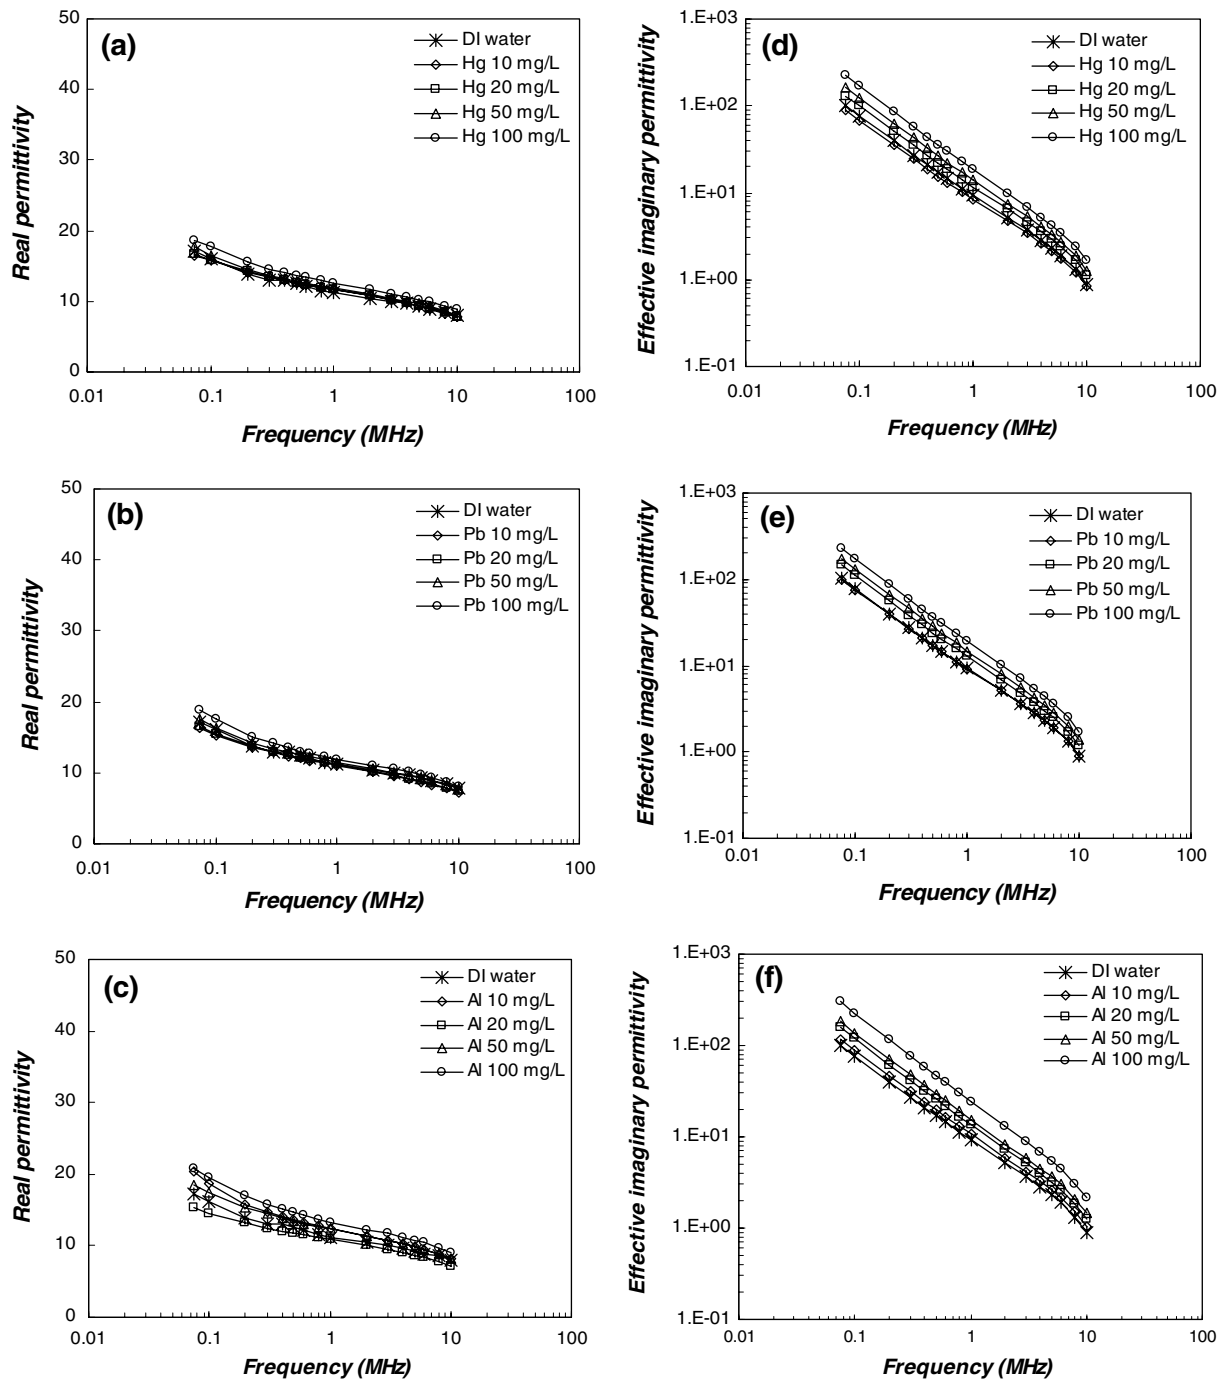 (a)
DI water
Hg 10 mg/L
Hg 20 mg/L
Hg 50 mg/L
Hg 100 mg/L
Real permittivity
50
40
30
20
10
0
0.01 0.1 1 10 100
Frequency (MHz)
(d)
DI water
Hg 10 mg/L
Hg 20 mg/L
Hg 50 mg/L
Hg 100 mg/L
Effective imaginary permittivity
1.E+03
1.E+02
1.E+01
1.E+00
1.E-01
0.01 0.1 1 10 100
Frequency (MHz)
(b)
DI water
Pb 10 mg/L
Pb 20 mg/L
Pb 50 mg/L
Pb 100 mg/L
Real permittivity
50
40
30
20
10
0
0.01 0.1 1 10 100
Frequency (MHz)
(e)
DI water
Pb 10 mg/L
Pb 20 mg/L
Pb 50 mg/L
Pb 100 mg/L
Effective imaginary permittivity
1.E+03
1.E+02
1.E+01
1.E+00
1.E-01
0.01 0.1 1 10 100
Frequency (MHz)
(c)
DI water
Al 10 mg/L
Al 20 mg/L
Al 50 mg/L
Al 100 mg/L
Real permittivity
50
40
30
20
10
0
0.01 0.1 1 10 100
Frequency (MHz)
(f)
DI water
Al 10 mg/L
Al 20 mg/L
Al 50 mg/L
Al 100 mg/L
Effective imaginary permittivity
1.E+03
1.E+02
1.E+01
1.E+00
1.E-01
0.01 0.1 1 10 100
Frequency (MHz)